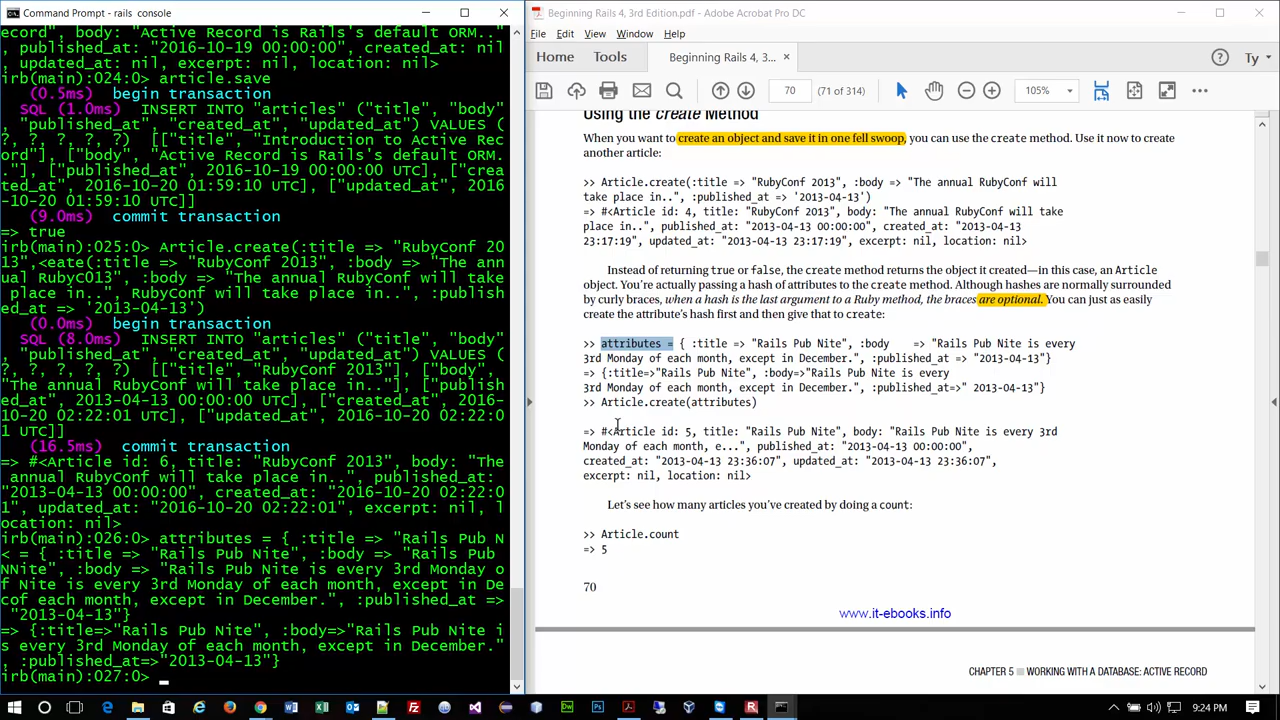 Command Prompt - rails  console
ecord", body: "Active Record is Rails's default ORM..."
", published_at: "2016-10-19 00:00:00", created_at: nil
, updated_at: nil, excerpt: nil, location: nil>
irb(main):024:0> article.save
(0.5ms)  begin transaction
SQL (1.0ms)  INSERT INTO "articles" ("title", "body"
, "published_at", "created_at", "updated_at") VALUES (
?, ?, ?, ?, ?)  [["title", "Introduction to Active Rec
ord"], ["body", "Active Record is Rails's default ORM.
."], ["published_at", 2016-10-19 00:00:00 UTC], ["crea
ted_at", 2016-10-20 01:59:10 UTC], ["updated_at", 2016
-10-20 01:59:10 UTC]]
(9.0ms)  commit transaction
=> true
irb(main):025:0> Article.create(:title => "RubyConf 20
13",<eate(:title => "RubyConf 2013", :body => "The ann
ual RubyCO13", :body => "The annual RubyConf will take
place in..", RubyConf will take place in..", :published_at =>
'2013-04-13')
(0.0ms)  begin transaction
SQL (8.0ms)  INSERT INTO "articles" ("title", "body"
, "published_at", "created_at", "updated_at") VALUES (
?, ?, ?, ?, ?)  [["title", "RubyConf 2013"], ["body",
"The annual RubyConf will take place in.."], ["publish
ed_at", 2013-04-13 00:00:00 UTC], ["created_at", 2016-
10-20 02:22:01 UTC], ["updated_at", 2016-10-20 02:22:0
1 UTC]]
(16.5ms)  commit transaction
=> #<Article id: 6, title: "RubyConf 2013", body: "The
annual RubyConf will take place in..", published_at:
"2013-04-13 00:00:00", created_at: "2016-10-20 02:22:0
1", updated_at: "2016-10-20 02:22:01", excerpt: nil, l
ocation: nil>
irb(main):026:0> attributes = { :title => "Rails Pub N
< = { :title => "Rails Pub Nite", :body => "Rails Pub
NNite", :body => "Rails Pub Nite is every 3rd Monday o
f Nite is every 3rd Monday of each month, except in De
cof each month, except in December.", :published_at =>
"2013-04-13"}
=> {:title=>"Rails Pub Nite", :body=>"Rails Pub Nite i
s every 3rd Monday of each month, except in December."
, :published_at=>"2013-04-13"}
irb(main):027:0>
Beginning Rails 4, 3rd Edition.pdf - Adobe Acrobat Pro DC
File Edit View Window Help
Home Tools Beginning Rails 4, 3... × Ty
70 (71 of 314) 105%
Using the create Method
When you want to create an object and save it in one fell swoop, you can use the create method. Use it now to create
another article:
>> Article.create(:title => "RubyConf 2013", :body => "The annual RubyConf will
take place in..", :published_at => '2013-04-13')
=> #<Article id: 4, title: "RubyConf 2013", body: "The annual RubyConf will take
place in..", published_at: "2013-04-13 00:00:00", created_at: "2013-04-13
23:17:19", updated_at: "2013-04-13 23:17:19", excerpt: nil, location: nil>
Instead of returning true or false, the create method returns the object it created—in this case, an Article
object. You're actually passing a hash of attributes to the create method. Although hashes are normally surrounded
by curly braces, when a hash is the last argument to a Ruby method, the braces are optional. You can just as easily
create the attribute's hash first and then give that to create:
>> attributes = { :title => "Rails Pub Nite", :body    => "Rails Pub Nite is every
3rd Monday of each month, except in December.", :published_at => "2013-04-13"}
=> {:title=>"Rails Pub Nite", :body=>"Rails Pub Nite is every
3rd Monday of each month, except in December.", :published_at=>" 2013-04-13"}
>> Article.create(attributes)
=> #<Article id: 5, title: "Rails Pub Nite", body: "Rails Pub Nite is every 3rd
Monday of each month, e...", published_at: "2013-04-13 00:00:00",
created_at: "2013-04-13 23:36:07", updated_at: "2013-04-13 23:36:07",
excerpt: nil, location: nil>
Let's see how many articles you've created by doing a count:
>> Article.count
=> 5
70
www.it-ebooks.info
CHAPTER 5 ■ WORKING WITH A DATABASE: ACTIVE RECORD
9:24 PM